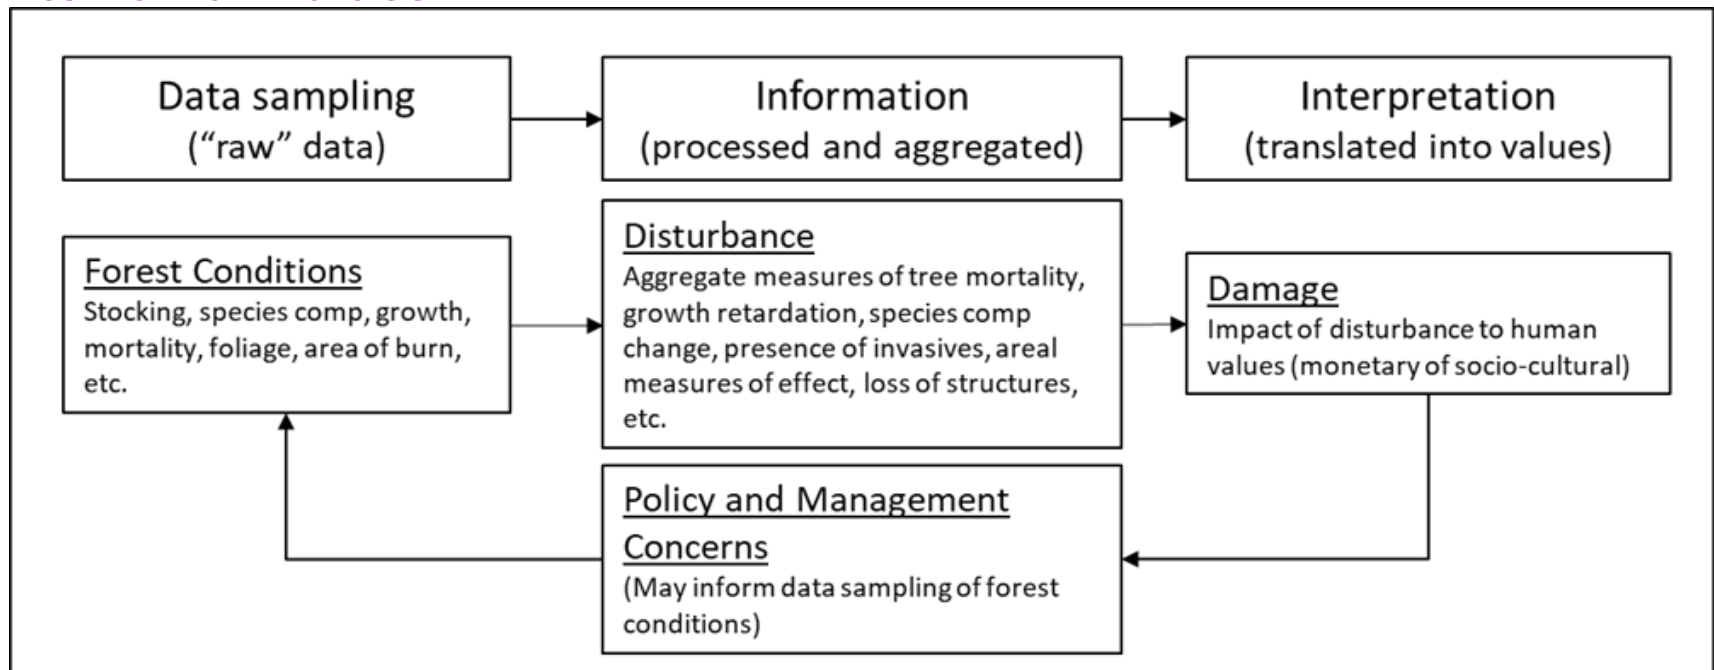 Data sampling
(“raw” data)
Information
(processed and aggregated)
Interpretation
(translated into values)
Forest Conditions
Stocking, species comp, growth,
mortality, foliage, area of burn,
etc.
Disturbance
Aggregate measures of tree mortality,
growth retardation, species comp
change, presence of invasives, areal
measures of effect, loss of structures,
etc.
Damage
Impact of disturbance to human
values (monetary of socio-cultural)
Policy and Management
Concerns
(May inform data sampling of forest
conditions)